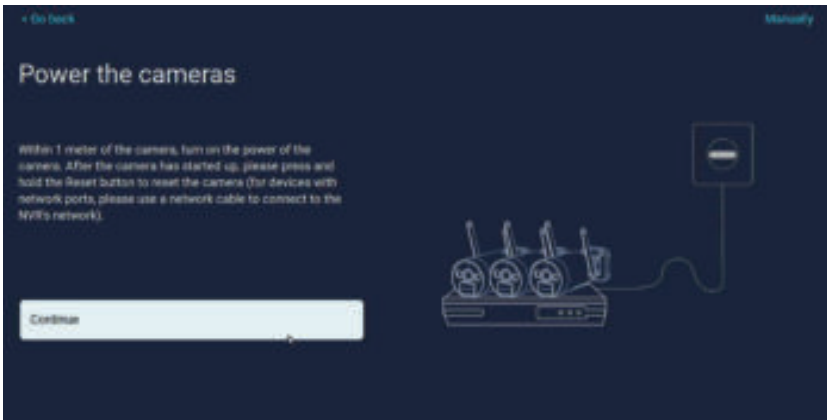 < Go back
Manually
Power the cameras
Within 1 meter of the camera, turn on the power of the
camera. After the camera has started up, please press and
hold the Reset button to reset the camera (for devices with
network ports, please use a network cable to connect to the
NVR's network).
Continue